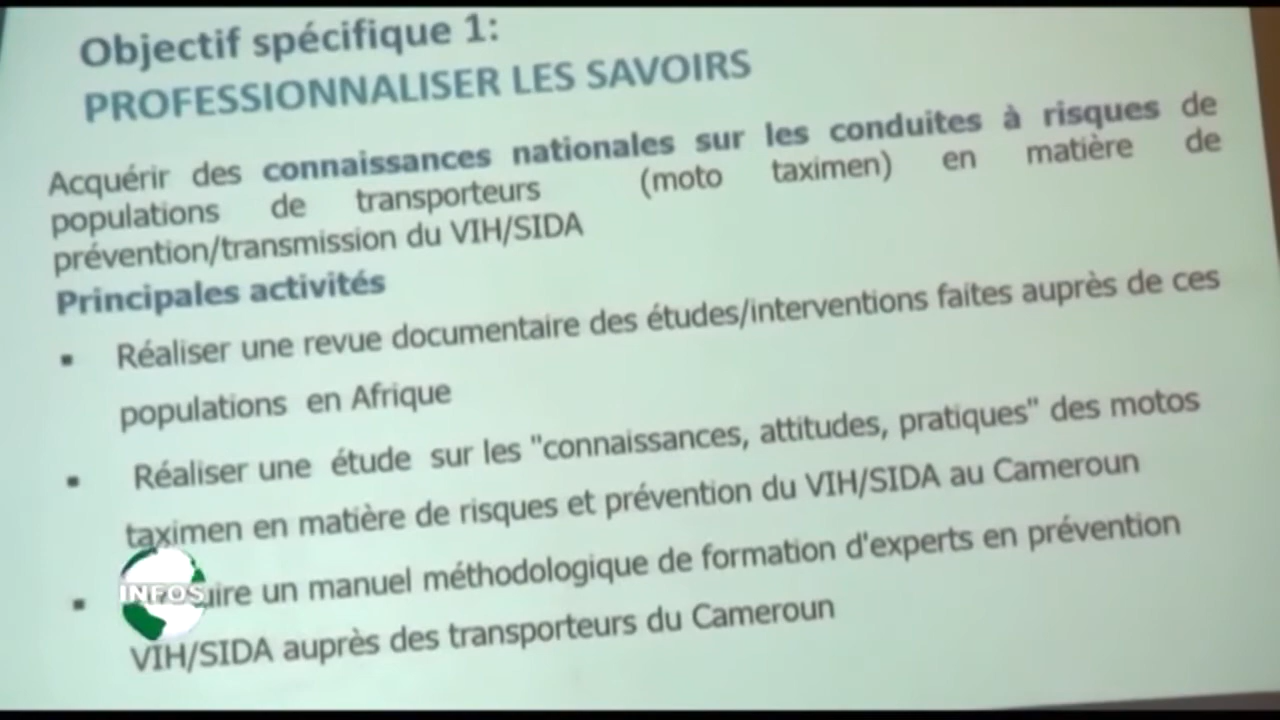 Objectif spécifique 1:
PROFESSIONNALISER LES SAVOIRS
Acquérir des connaissances nationales sur les conduites à risques de
populations de transporteurs (moto taximen) en matière de
prévention/transmission du VIH/SIDA
Principales activités
▪ Réaliser une revue documentaire des études/interventions faites auprès de ces
populations en Afrique
▪ Réaliser une étude sur les "connaissances, attitudes, pratiques" des motos
taximen en matière de risques et prévention du VIH/SIDA au Cameroun
▪ un manuel méthodologique de formation d'experts en prévention
VIH/SIDA auprès des transporteurs du Cameroun
INFOS